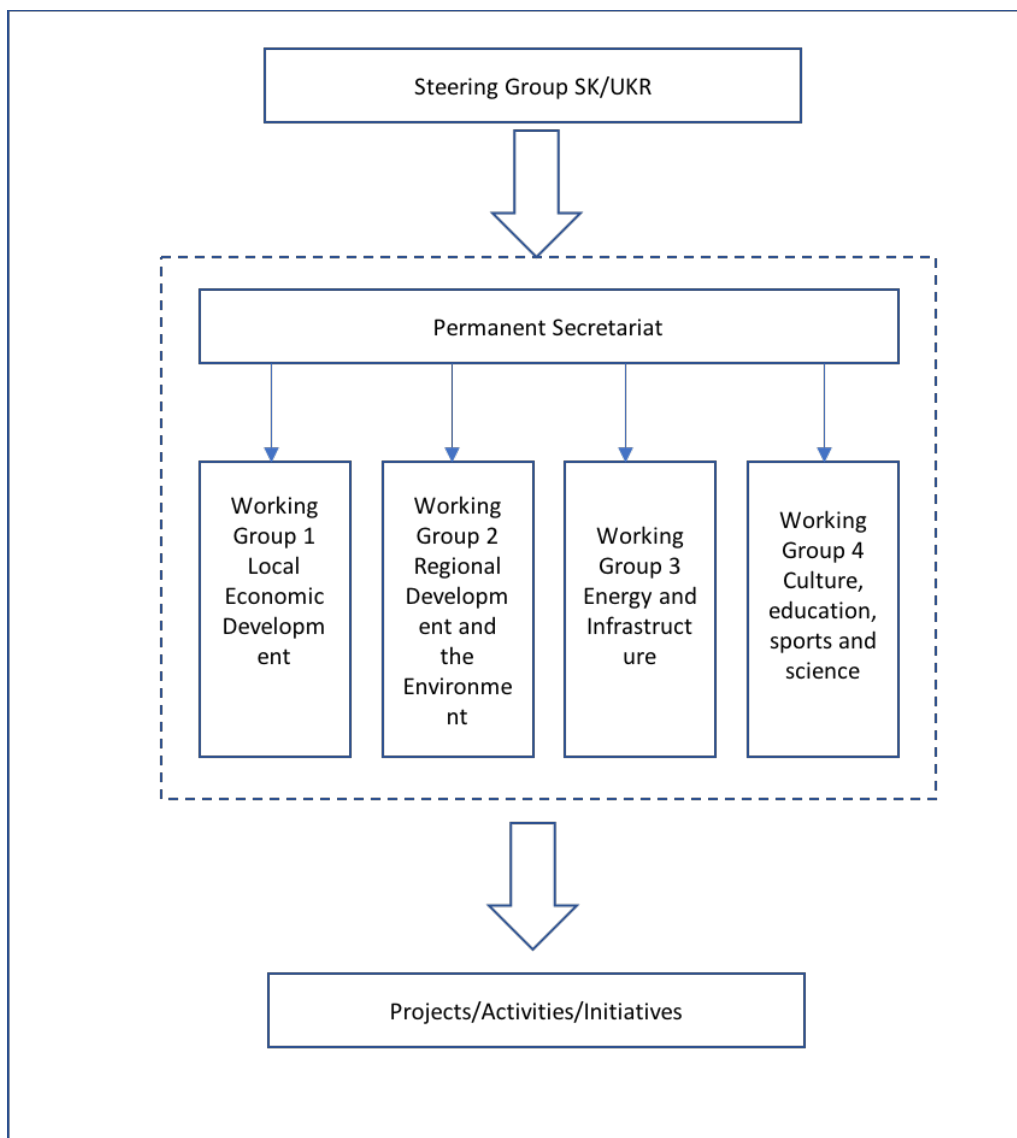 Steering Group SK/UKR
Permanent Secretariat
Working
Group 1
Local
Economic
Developm
ent
Working
Group 2
Regional
Developm
ent and
the
Environme
nt
Working
Group 3
Energy and
Infrastruct
ure
Working
Group 4
Culture,
education,
sports and
science
Projects/Activities/Initiatives